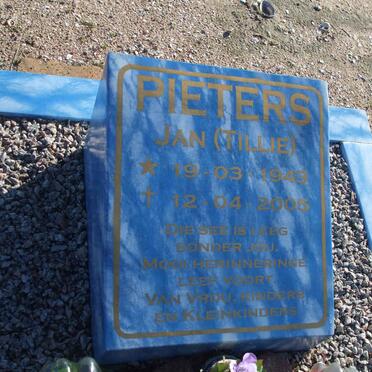 PIETERS
JAN (TILLIE)
★ 19-03-1943
✝ 12-04-2005
DIE SEE IS LEEG
SONDER JOU.
MOOI HERINNERINGE
LEEF VOORT.
VAN VROU, KINDERS
EN KLEINKINDERS